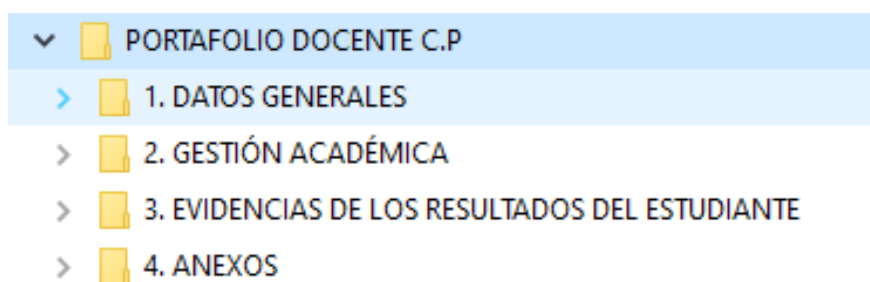 PORTAFOLIO DOCENTE C.P
1. DATOS GENERALES
2. GESTIÓN ACADÉMICA
3. EVIDENCIAS DE LOS RESULTADOS DEL ESTUDIANTE
4. ANEXOS